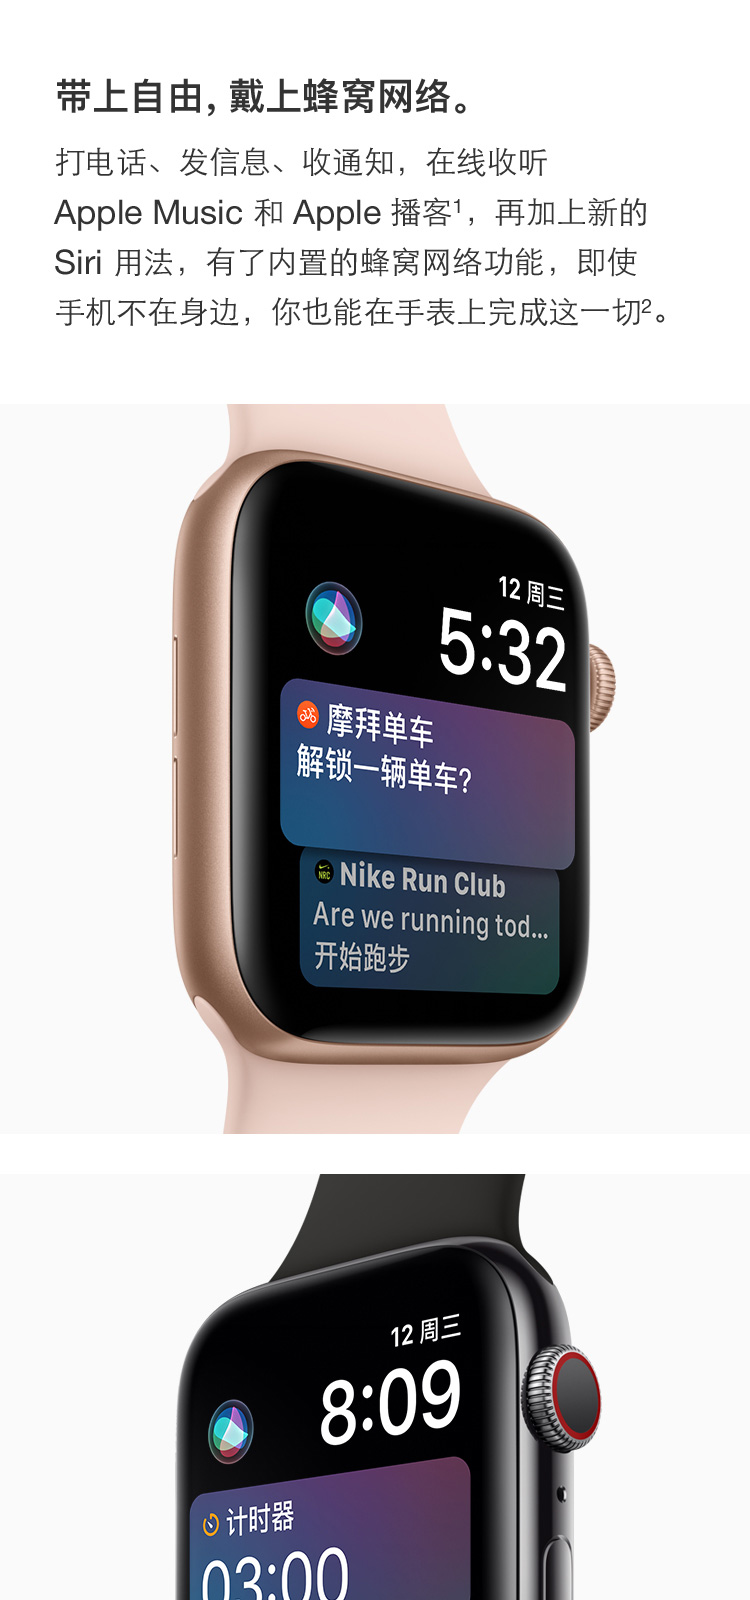 带上自由，戴上蜂窝网络。
打电话、发信息、收通知，在线收听
Apple Music 和 Apple 播客¹，再加上新的
Siri 用法，有了内置的蜂窝网络功能，即使
手机不在身边，你也能在手表上完成这一切²。
12 周三
5:32
摩拜单车
解锁一辆单车?
NRC Nike Run Club
Are we running tod...
开始跑步
12 周三
8:09
计时器
03:00